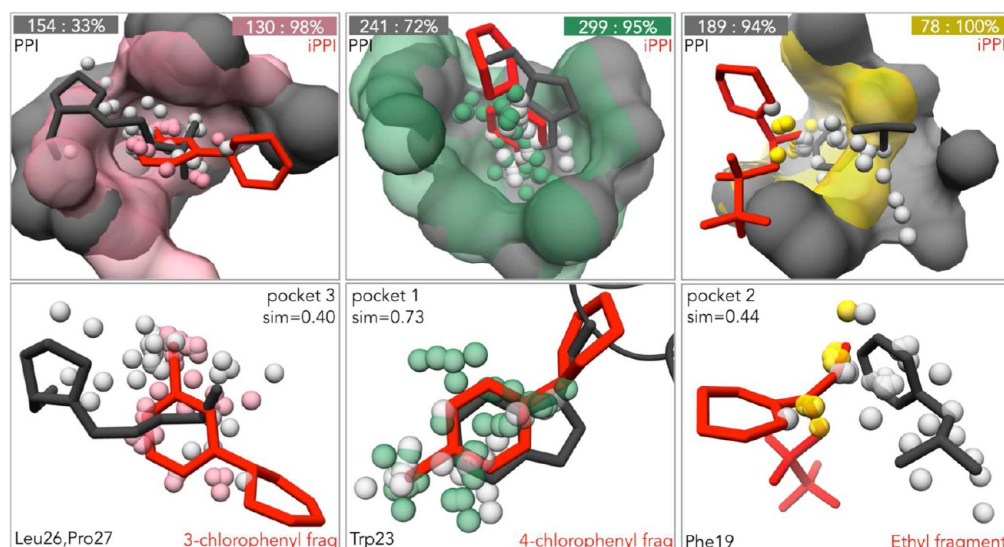 154 : 33%
130 : 98%
PPI
iPPI
241 : 72%
299 : 95%
PPI
iPPI
189 : 94%
78 : 100%
PPI
iPPI
pocket 3
sim=0.40
Leu26,Pro27
3-chlorophenyl frag
pocket 1
sim=0.73
Trp23
4-chlorophenyl frag
pocket 2
sim=0.44
Phe19
Ethyl fragment